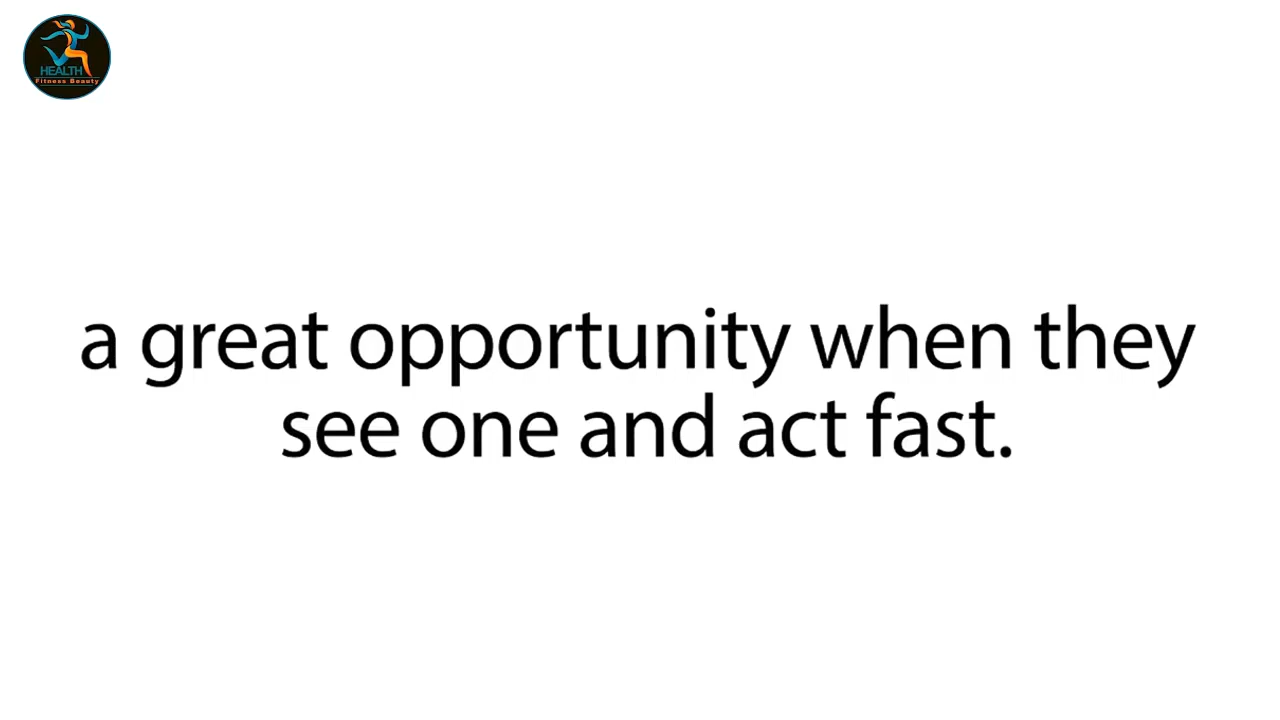 HEALTH
Fitness Beauty
a great opportunity when they
see one and act fast.